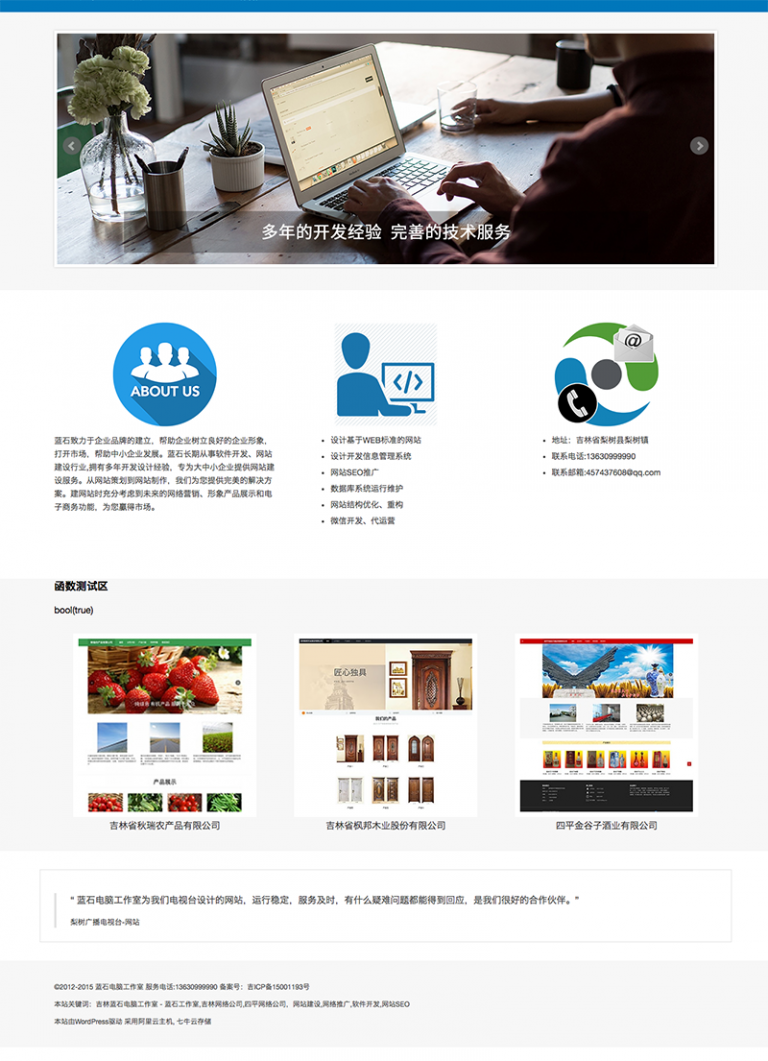 多年的开发经验 完善的技术服务
ABOUT US
蓝石致力于企业品牌的建立、帮助企业树立良好的企业形象，
打开市场，帮助中小企业发展。蓝石长期从事软件开发、网站
建设行业,拥有多年开发设计经验，专为大中小企业提供网站建
设服务。从网站策划到网站制作，我们为您提供完美的解决方
案。建网站时充分考虑到未来的网络营销、形象产品展示和电
子商务功能，为您赢得市场。
设计基于WEB标准的网站
设计开发信息管理系统
网站SEO推广
数据库系统运行维护
网站结构优化、重构
微信开发、代运营
@
地址：吉林省梨树县梨树镇
联系电话:13630999990
联系邮箱:457437608@qq.com
函数测试区
bool(true)
产品展示
吉林省秋瑞农产品有限公司
匠心独具
我们的产品
吉林省枫邦木业股份有限公司
四平金谷子酒业有限公司
“ 蓝石电脑工作室为我们电视台设计的网站，运行稳定，服务及时，有什么疑难问题都能得到回应，是我们很好的合作伙伴。”
梨树广播电视台-网站
©2012-2015 蓝石电脑工作室 服务电话:13630999990 备案号：吉ICP备15001193号
本站关键词：吉林蓝石电脑工作室 - 蓝石工作室,吉林网络公司,四平网络公司，网站建设,网络推广,软件开发,网站SEO
本站由WordPress驱动 采用阿里云主机, 七牛云存储